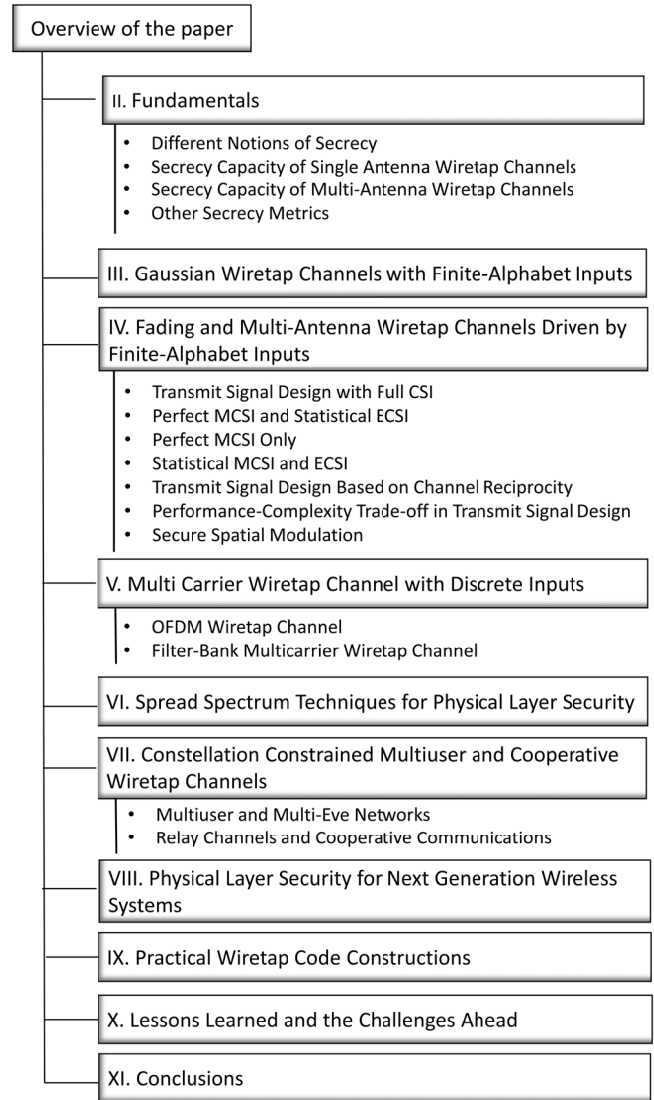 Overview of the paper
II. Fundamentals
• Different Notions of Secrecy
• Secrecy Capacity of Single Antenna Wiretap Channels
• Secrecy Capacity of Multi-Antenna Wiretap Channels
• Other Secrecy Metrics
III. Gaussian Wiretap Channels with Finite-Alphabet Inputs
IV. Fading and Multi-Antenna Wiretap Channels Driven by
Finite-Alphabet Inputs
• Transmit Signal Design with Full CSI
• Perfect MCSI and Statistical ECSI
• Perfect MCSI Only
• Statistical MCSI and ECSI
• Transmit Signal Design Based on Channel Reciprocity
• Performance-Complexity Trade-off in Transmit Signal Design
• Secure Spatial Modulation
V. Multi Carrier Wiretap Channel with Discrete Inputs
• OFDM Wiretap Channel
• Filter-Bank Multicarrier Wiretap Channel
VI. Spread Spectrum Techniques for Physical Layer Security
VII. Constellation Constrained Multiuser and Cooperative
Wiretap Channels
• Multiuser and Multi-Eve Networks
• Relay Channels and Cooperative Communications
VIII. Physical Layer Security for Next Generation Wireless
Systems
IX. Practical Wiretap Code Constructions
X. Lessons Learned and the Challenges Ahead
XI. Conclusions